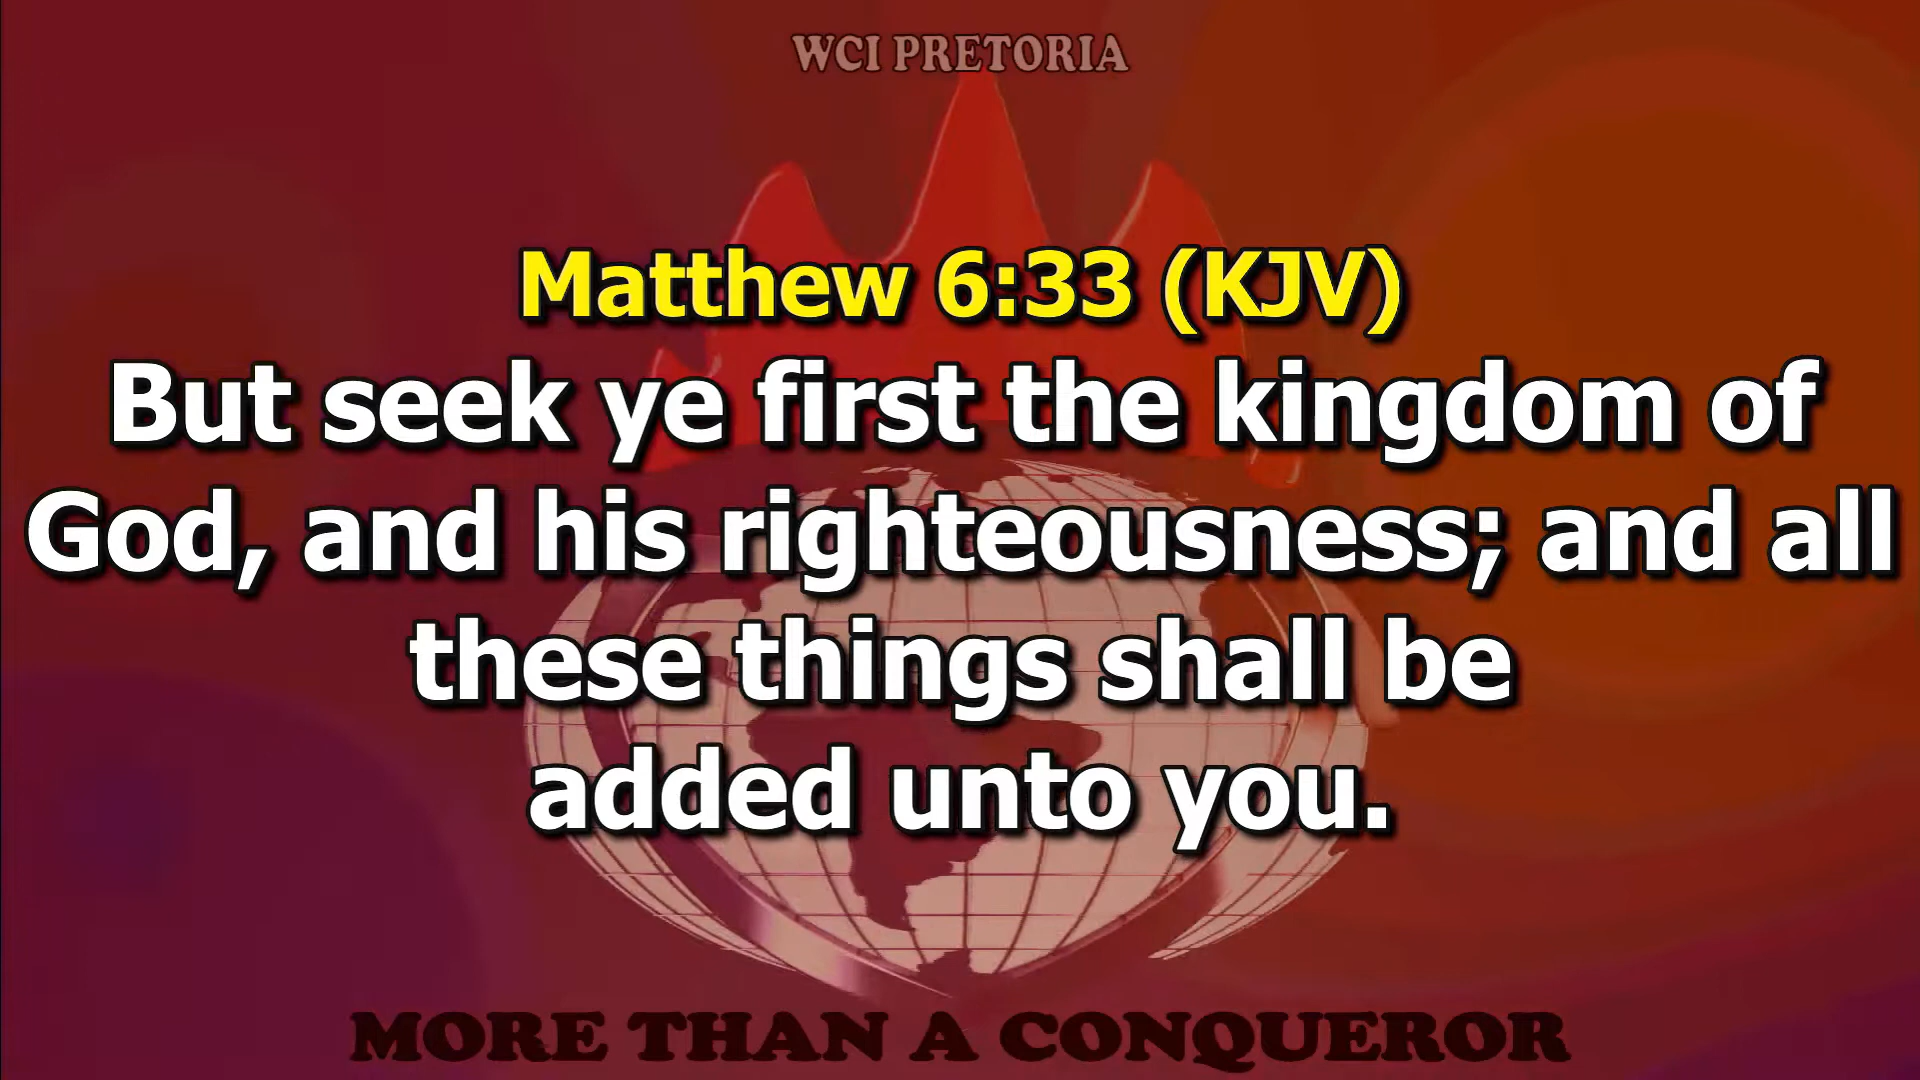 WCI PRETORIA
Matthew 6:33 (KJV)
But seek ye first the kingdom of
God, and his righteousness; and all
these things shall be
added unto you.
MORE THAN A CONQUEROR